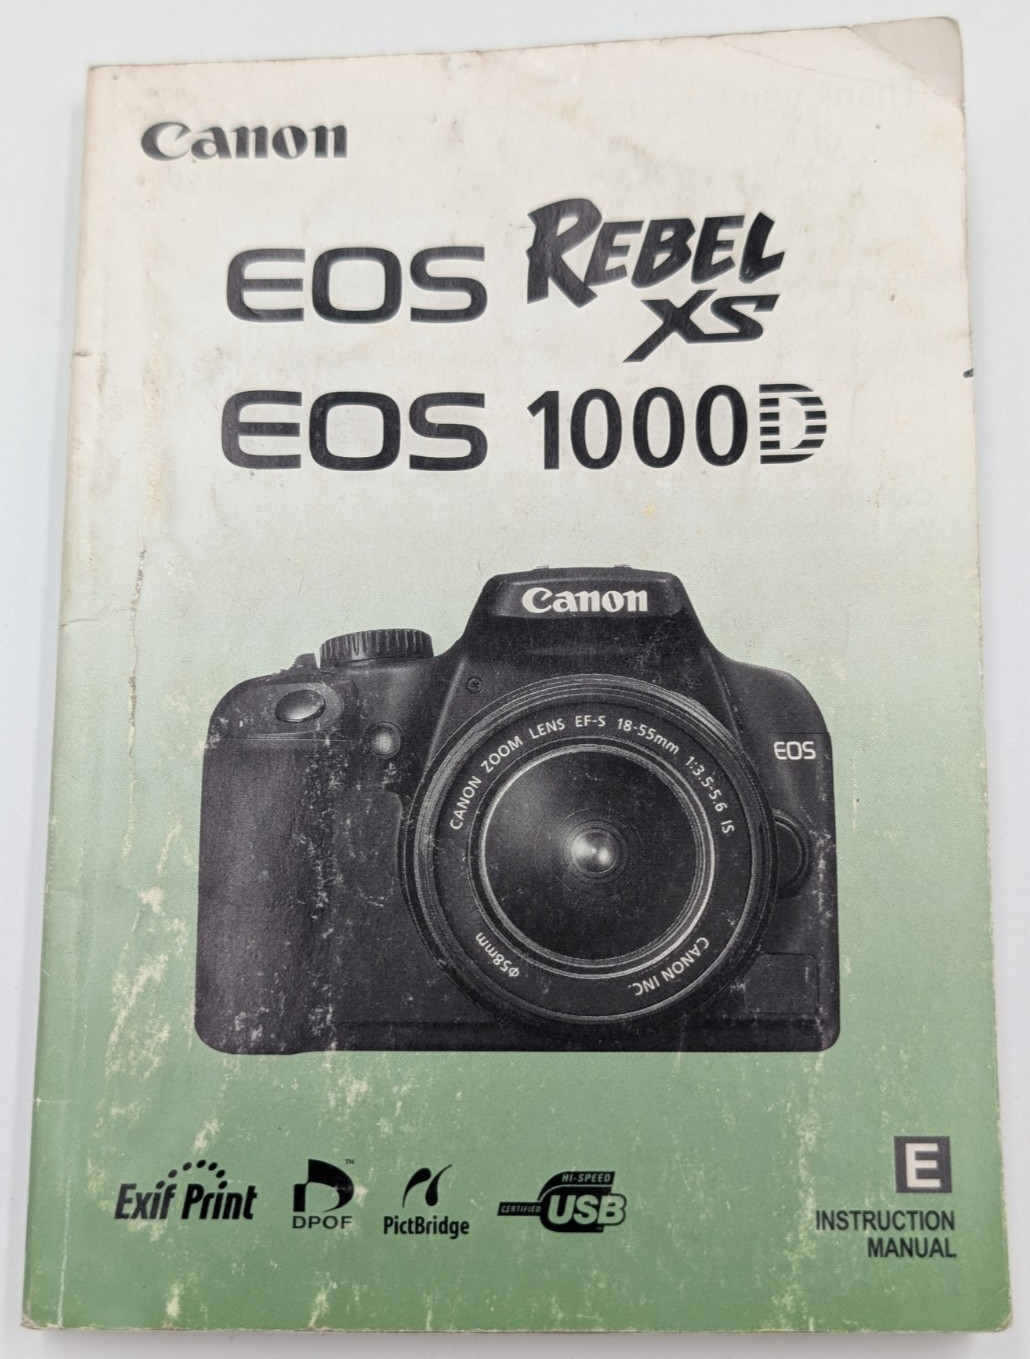 Canon
EOS REBEL XS
EOS 1000D
Canon
EOS
CANON ZOOM LENS EF-S 18-55mm 1:3.5-5.6 IS
CANON INC.
Φ58mm
Exif Print
DPOF™
PictBridge
HI-SPEED
CERTIFIED USB
E
INSTRUCTION
MANUAL